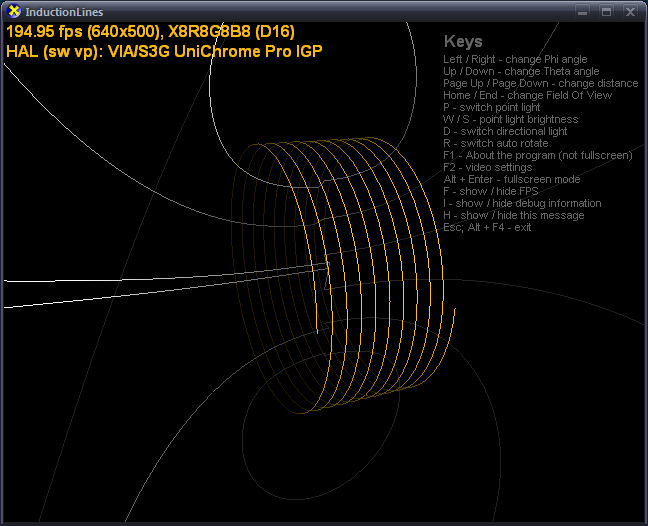 InductionLines
194.95 fps (640x500), X8R8G8B8 (D16)
HAL (sw vp): VIA/S3G UniChrome Pro IGP
Keys
Left / Right - change Phi angle
Up / Down - change Theta angle
Page Up / Page Down - change distance
Home / End - change Field Of View
P - switch point light
W / S - point light brightness
D - switch directional light
R - switch auto rotate
F1 - About the program (not fullscreen)
F2 - video settings
Alt + Enter - fullscreen mode
F - show / hide FPS
I - show / hide debug information
H - show / hide this message
Esc; Alt + F4 - exit